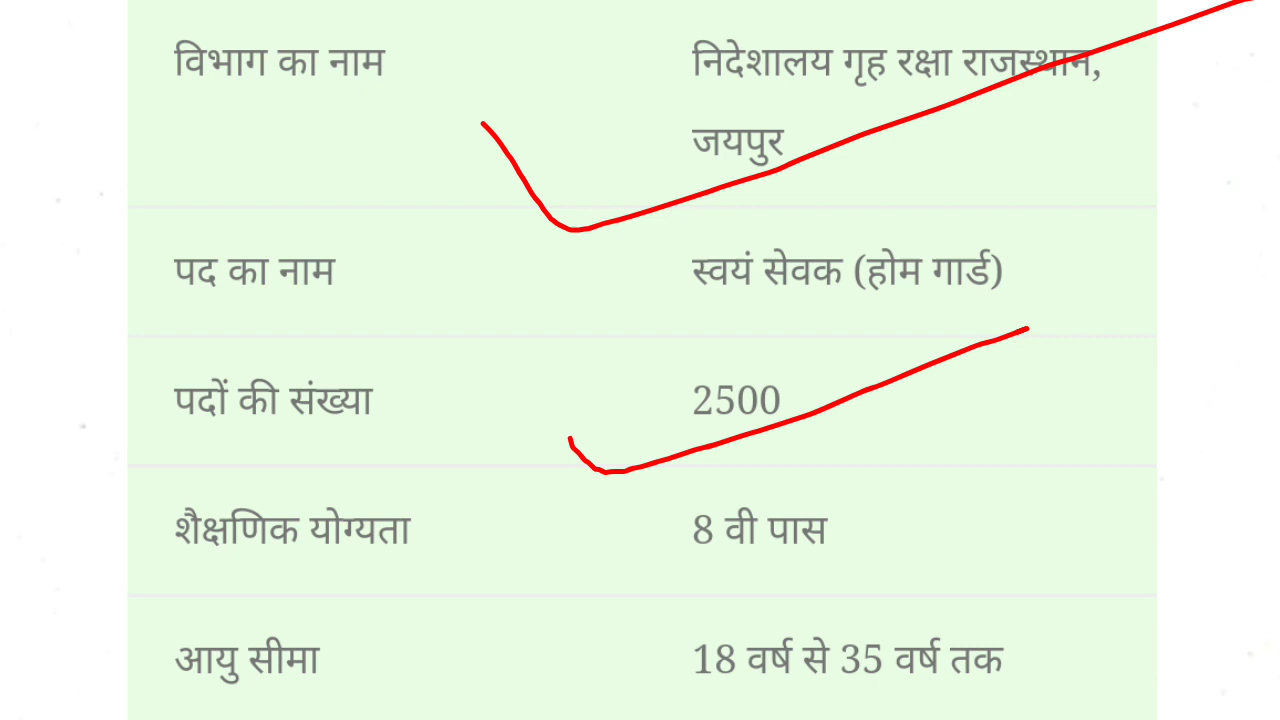 विभाग का नाम निदेशालय गृह रक्षा राजस्थान,
जयपुर
पद का नाम स्वयं सेवक (होम गार्ड)
पदों की संख्या 2500
शैक्षणिक योग्यता 8 वी पास
आयु सीमा 18 वर्ष से 35 वर्ष तक